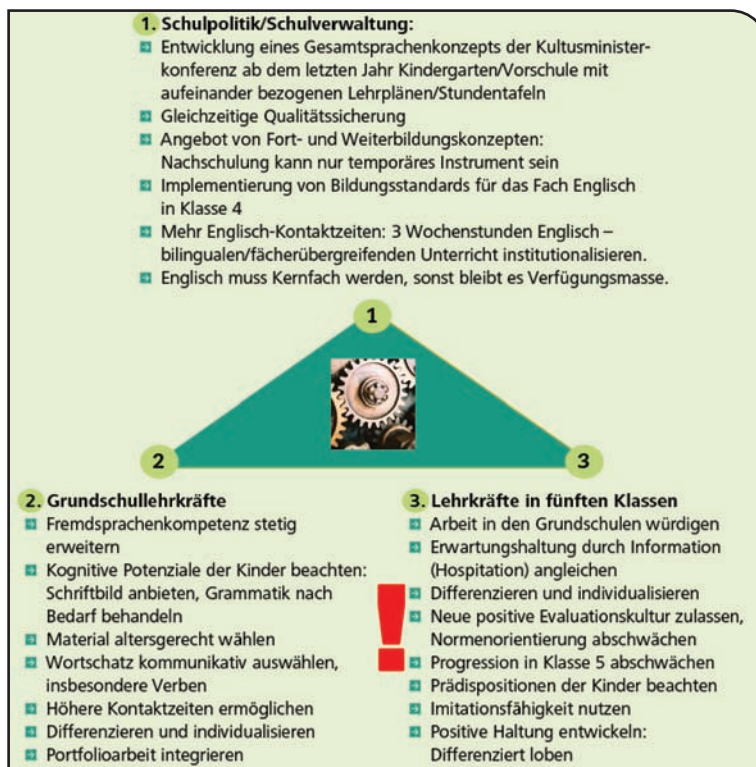 1. Schulpolitik/Schulverwaltung:
Entwicklung eines Gesamtsprachenkonzepts der Kultusminister-
konferenz ab dem letzten Jahr Kindergarten/Vorschule mit
aufeinander bezogenen Lehrplänen/Stundentafeln
Gleichzeitige Qualitätssicherung
Angebot von Fort- und Weiterbildungskonzepten:
Nachschulung kann nur temporäres Instrument sein
Implementierung von Bildungsstandards für das Fach Englisch
in Klasse 4
Mehr Englisch-Kontaktzeiten: 3 Wochenstunden Englisch –
bilingualen/fächerübergreifenden Unterricht institutionalisieren.
Englisch muss Kernfach werden, sonst bleibt es Verfügungsmasse.
1
2
3
2. Grundschullehrkräfte
Fremdsprachenkompetenz stetig
erweitern
Kognitive Potenziale der Kinder beachten:
Schriftbild anbieten, Grammatik nach
Bedarf behandeln
Material altersgerecht wählen
Wortschatz kommunikativ auswählen,
insbesondere Verben
Höhere Kontaktzeiten ermöglichen
Differenzieren und individualisieren
Portfolioarbeit integrieren
3. Lehrkräfte in fünften Klassen
Arbeit in den Grundschulen würdigen
Erwartungshaltung durch Information
(Hospitation) angleichen
Differenzieren und individualisieren
Neue positive Evaluationskultur zulassen,
Normenorientierung abschwächen
Progression in Klasse 5 abschwächen
Prädispositionen der Kinder beachten
Imitationsfähigkeit nutzen
Positive Haltung entwickeln:
Differenziert loben
!